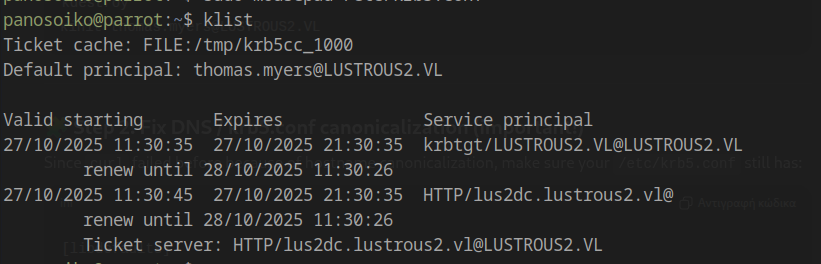 panosoiko@parrot:~$ klist
Ticket cache: FILE:/tmp/krb5cc_1000
Default principal: thomas.myers@LUSTROUS2.VL
Valid starting       Expires              Service principal
27/10/2025 11:30:35  27/10/2025 21:30:35  krbtgt/LUSTROUS2.VL@LUSTROUS2.VL
        renew until 28/10/2025 11:30:26
27/10/2025 11:30:45  27/10/2025 21:30:35  HTTP/lus2dc.lustrous2.vl@
        renew until 28/10/2025 11:30:26
        Ticket server: HTTP/lus2dc.lustrous2.vl@LUSTROUS2.VL